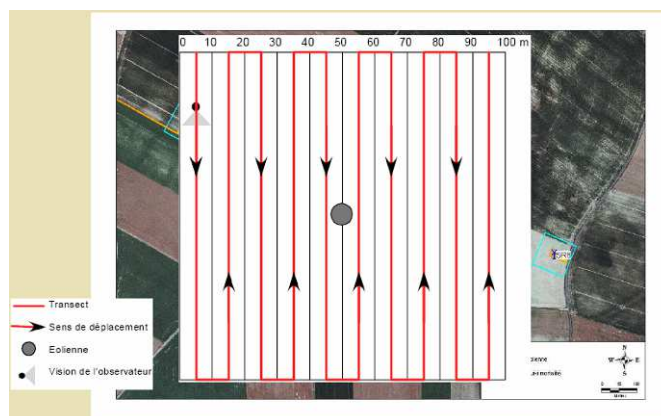 0 10 20 30 40 50 60 70 80 90 100 m
Transect
Sens de déplacement
Eolienne
Vision de l'observateur
N
W E
S